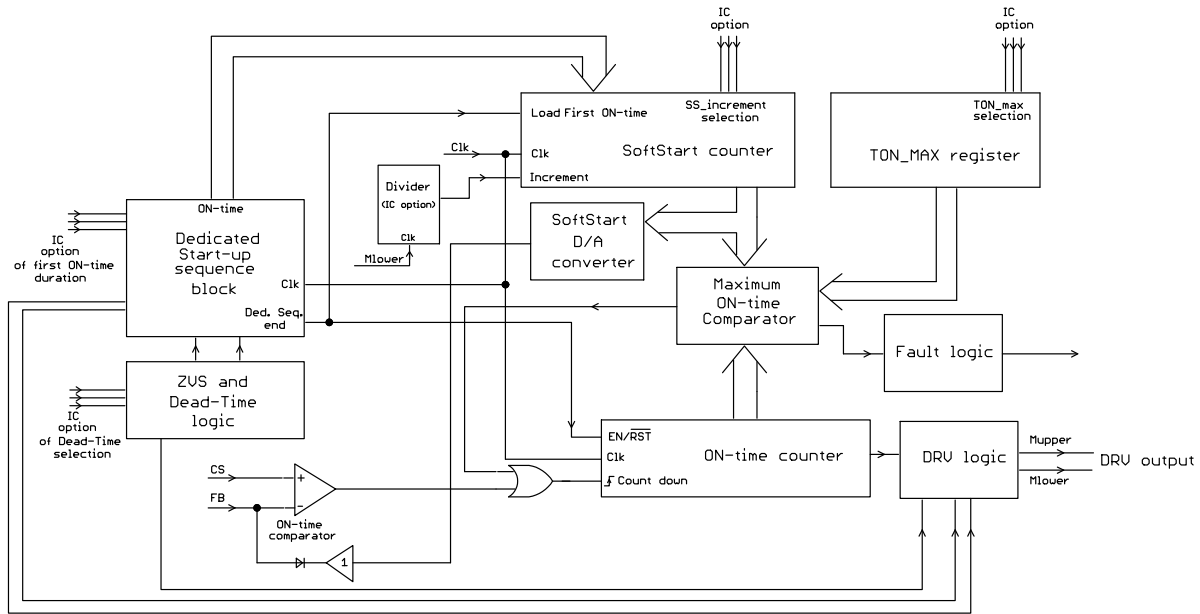 IC
option
IC
option
Load First ON-time
SS_increment
selection
Clk
SoftStart counter
Increment
TON_max
selection
TON_MAX register
Clk
Divider
(IC option)
Clk
Mlower
ON-time
Dedicated
Start-up
sequence
block
Clk
Ded. Seq.
end
IC
option
of first ON-time
duration
SoftStart
D/A
converter
Maximum
ON-time
Comparator
Fault logic
ZVS and
Dead-Time
logic
IC
option
of Dead-Time
selection
EN/RST
Clk
ON-time counter
Count down
DRV logic
Mupper
Mlower
DRV output
CS
+
FB
-
ON-time
comparator
1